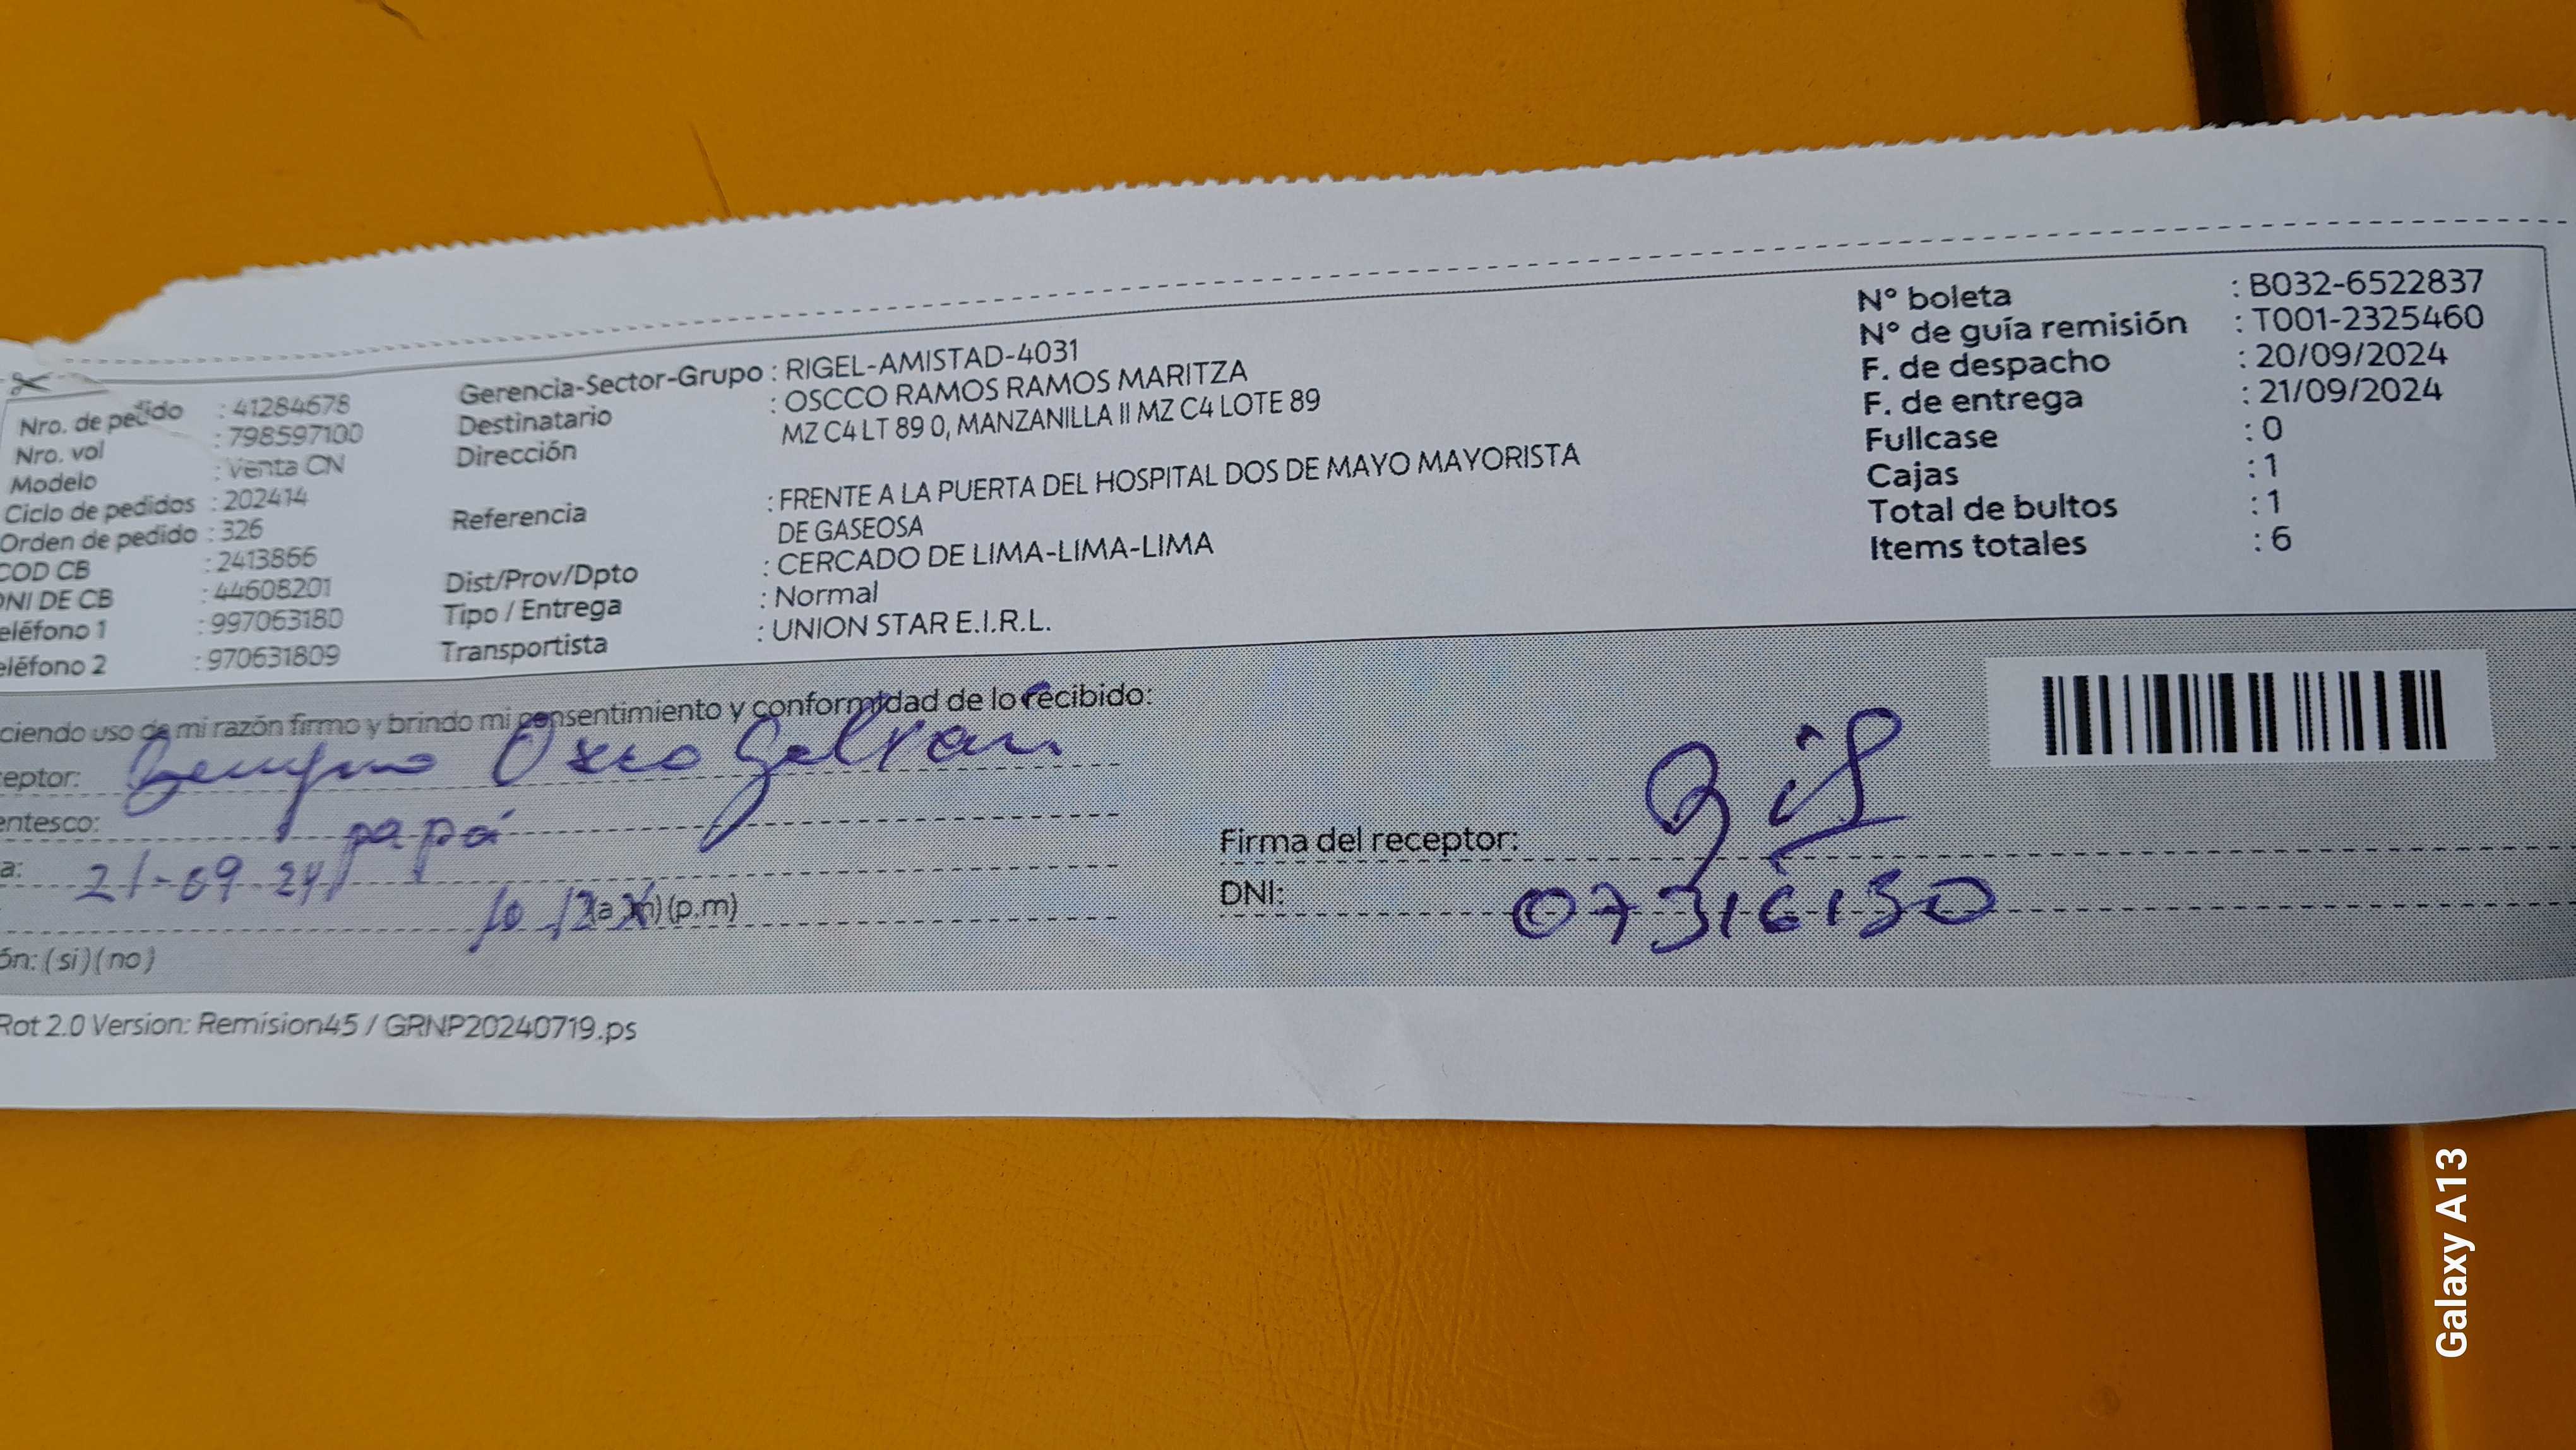 Nro. de pedido : 41284678
Nro. vol : 798597100
Modelo : Venta CN
Ciclo de pedidos : 202414
Orden de pedido : 326
COD CB : 2413866
DNI DE CB : 44608201
eléfono 1 : 997063180
eléfono 2 : 970631809
Gerencia-Sector-Grupo : RIGEL-AMISTAD-4031
Destinatario : OSCCO RAMOS RAMOS MARITZA
Dirección MZ C4 LT 89 0, MANZANILLA II MZ C4 LOTE 89
Referencia : FRENTE A LA PUERTA DEL HOSPITAL DOS DE MAYO MAYORISTA
DE GASEOSA
Dist/Prov/Dpto : CERCADO DE LIMA-LIMA-LIMA
Tipo / Entrega : Normal
Transportista : UNION STAR E.I.R.L.
N° boleta : B032-6522837
N° de guía remisión : T001-2325460
F. de despacho : 20/09/2024
F. de entrega : 21/09/2024
Fullcase : 0
Cajas : 1
Total de bultos : 1
Items totales : 6
ciendo uso de mi razón firmo y brindo mi consentimiento y conformidad de lo recibido:
eptor: Oscco
entesco: papá
a: 21-09-24
(a.m) (p.m)
ón: (si) (no)
Firma del receptor:
DNI: 07316130
Rot 2.0 Version: Remision45 / GRNP20240719.ps
Galaxy A13